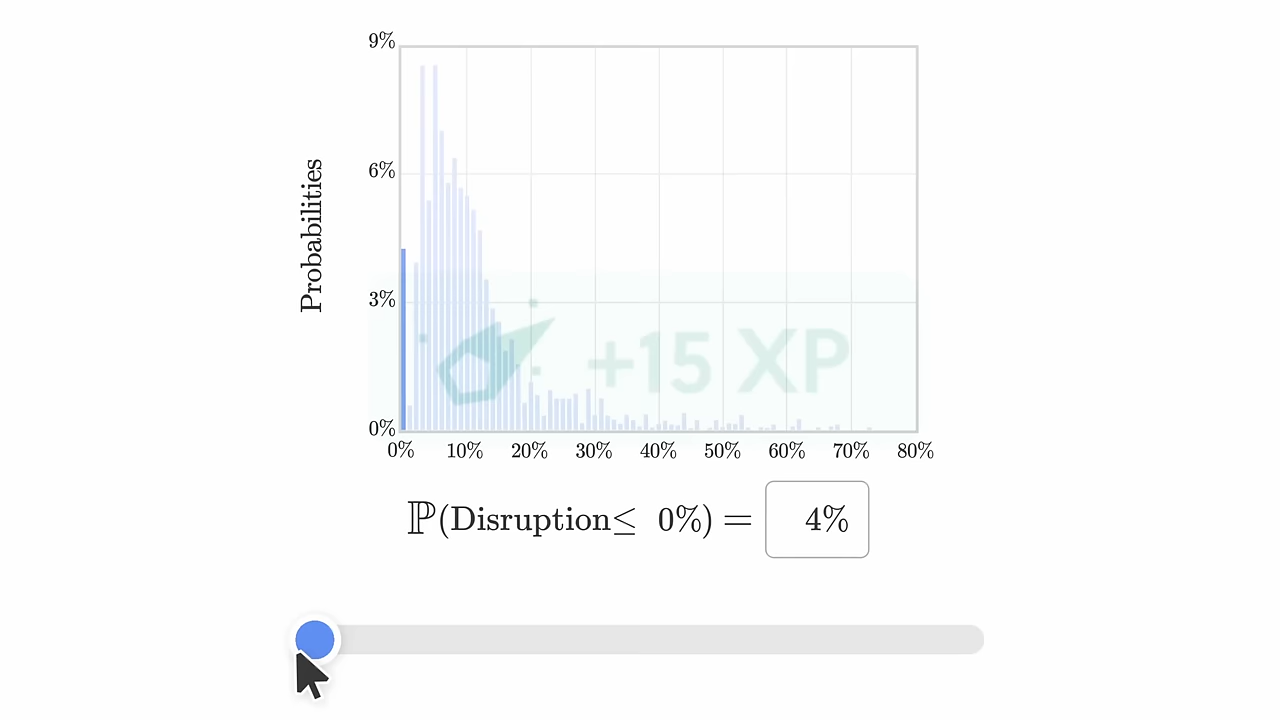 9%
6%
3%
0%
Probabilities
+15 XP
0% 10% 20% 30% 40% 50% 60% 70% 80%
ℙ(Disruption≤ 0%) = 4%